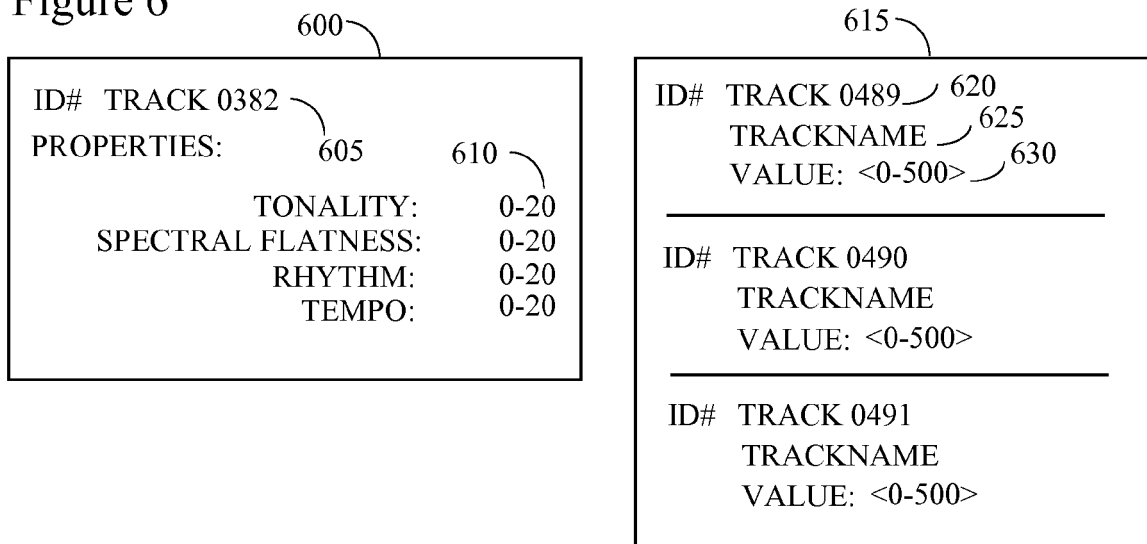 Figure 6
600
ID# TRACK 0382
605
PROPERTIES:
610
TONALITY: 0-20
SPECTRAL FLATNESS: 0-20
RHYTHM: 0-20
TEMPO: 0-20
615
ID# TRACK 0489 620
TRACKNAME 625
VALUE: <0-500> 630
ID# TRACK 0490
TRACKNAME
VALUE: <0-500>
ID# TRACK 0491
TRACKNAME
VALUE: <0-500>